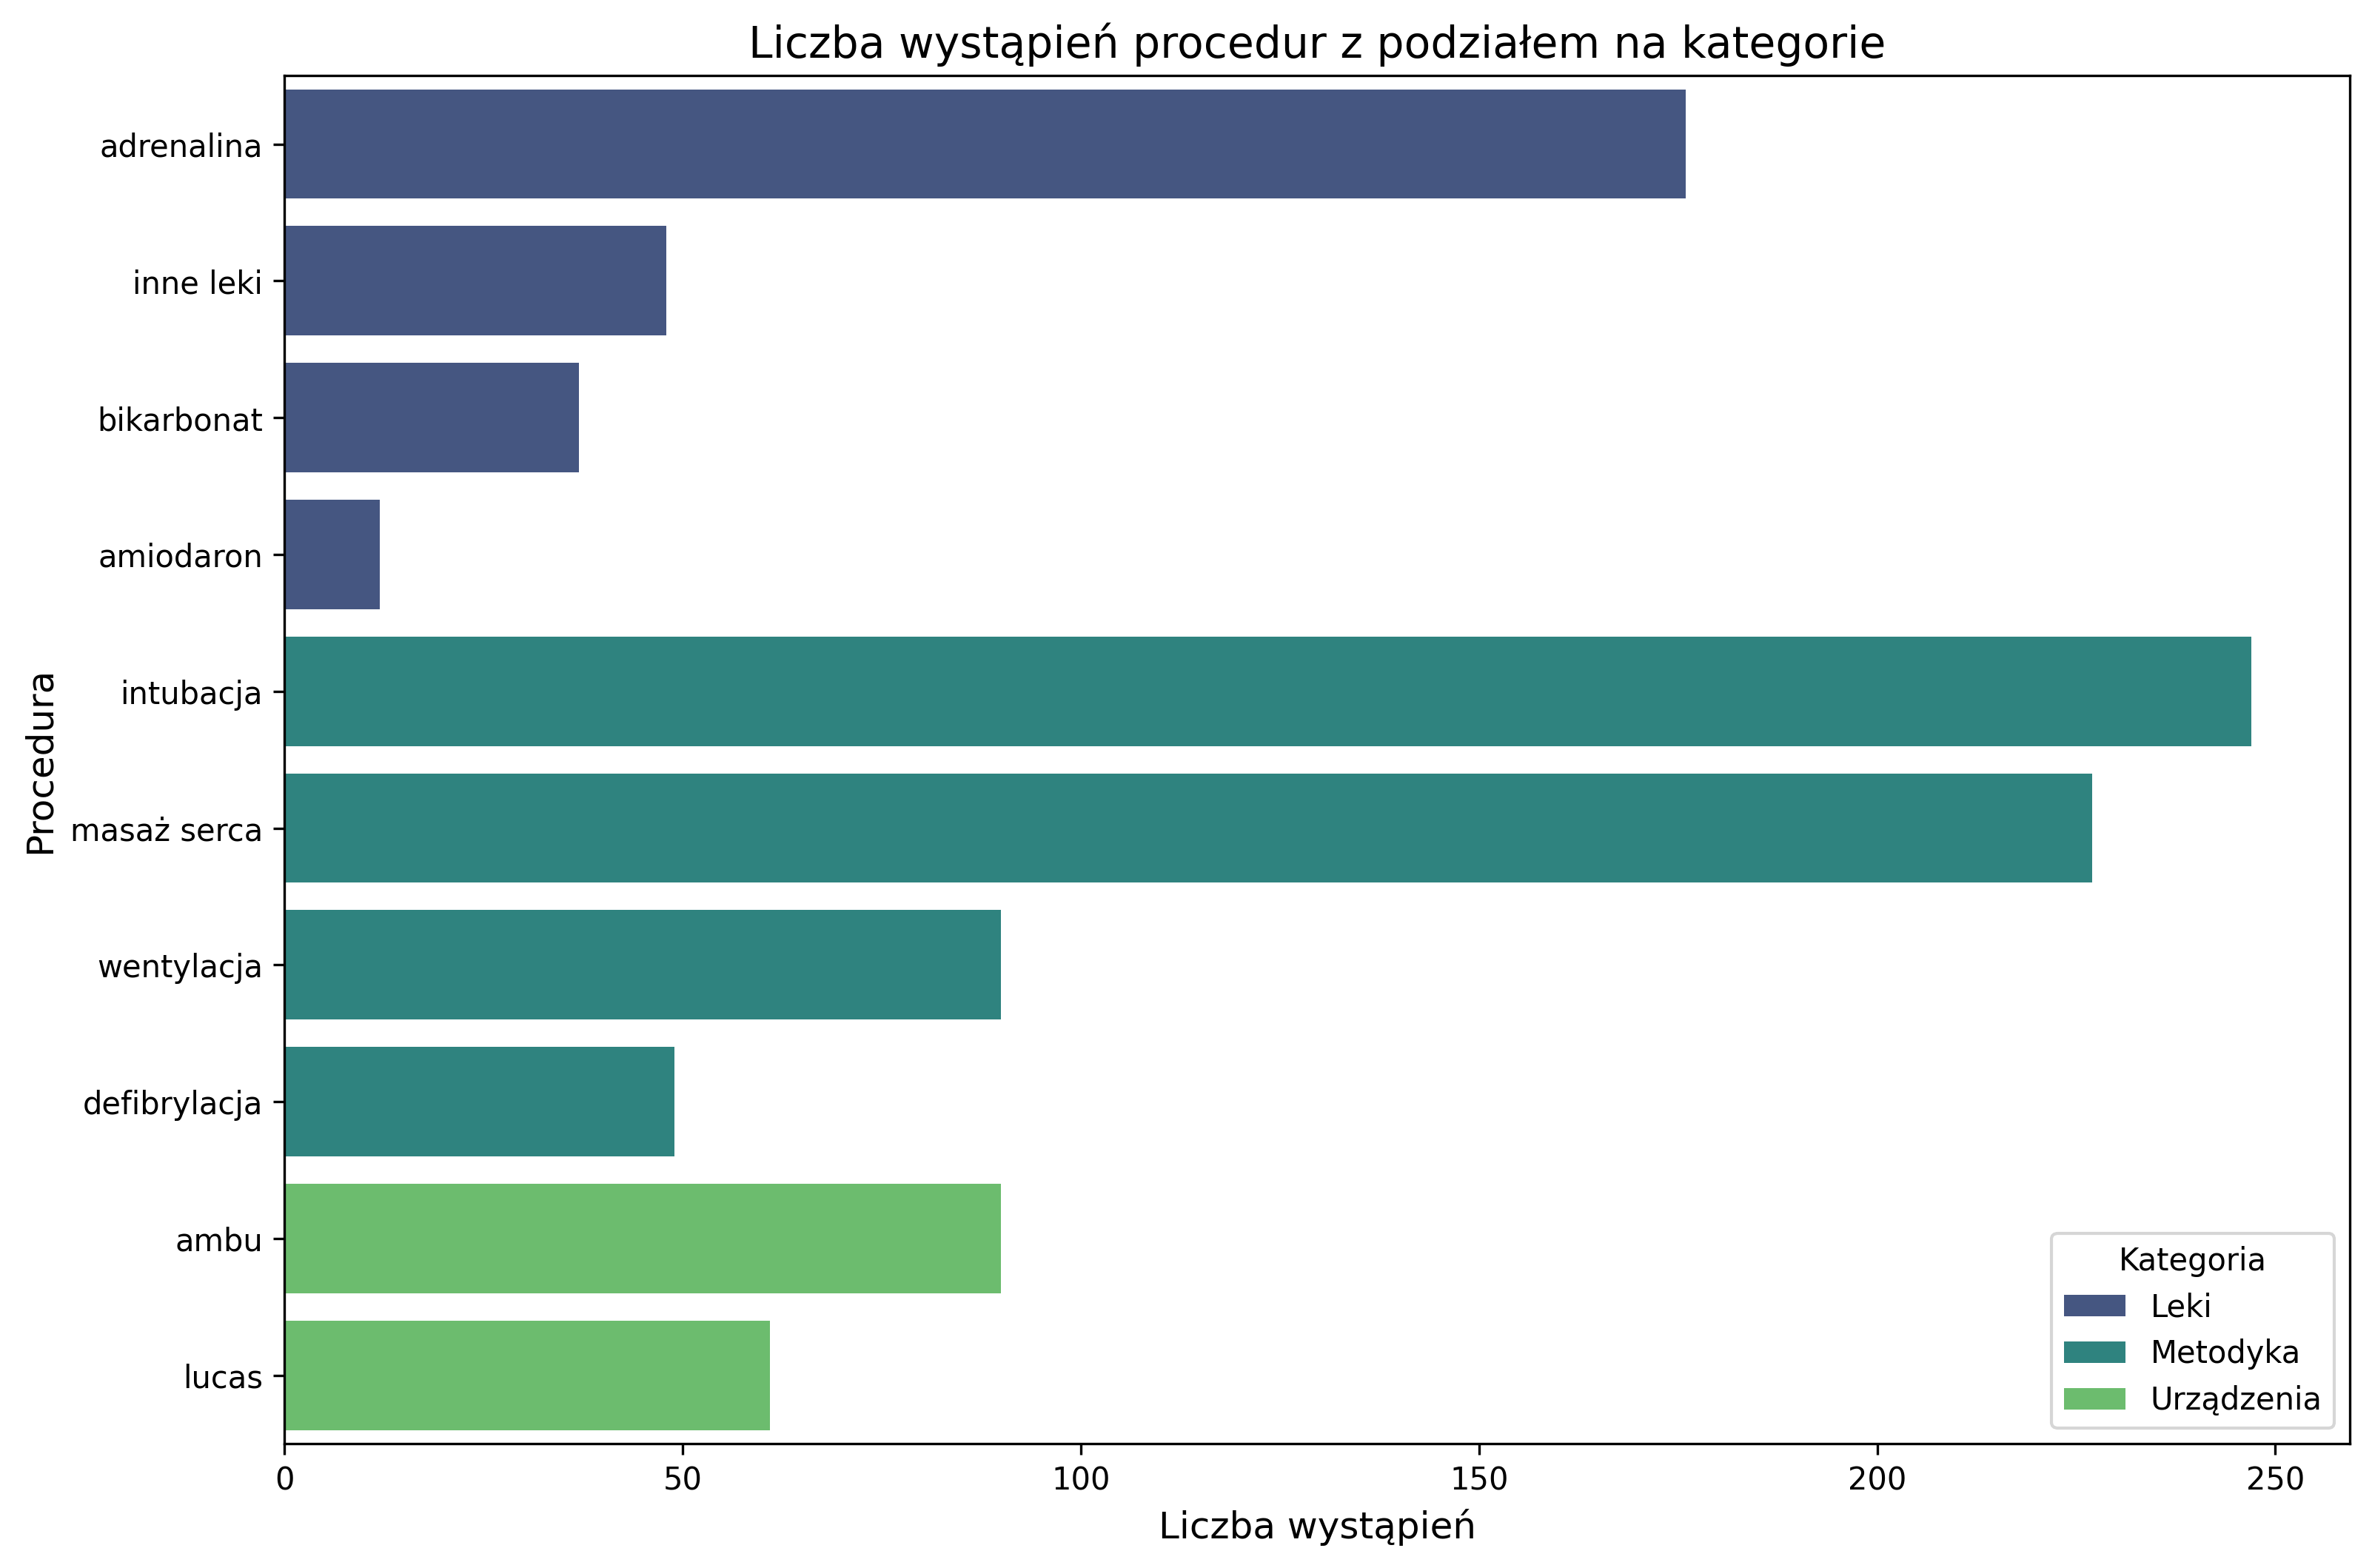 Liczba wystąpień procedur z podziałem na kategorie
Procedura
adrenalina
inne leki
bikarbonat
amiodaron
intubacja
masaż serca
wentylacja
defibrylacja
ambu
lucas
Kategoria
Leki
Metodyka
Urządzenia
0 50 100 150 200 250
Liczba wystąpień